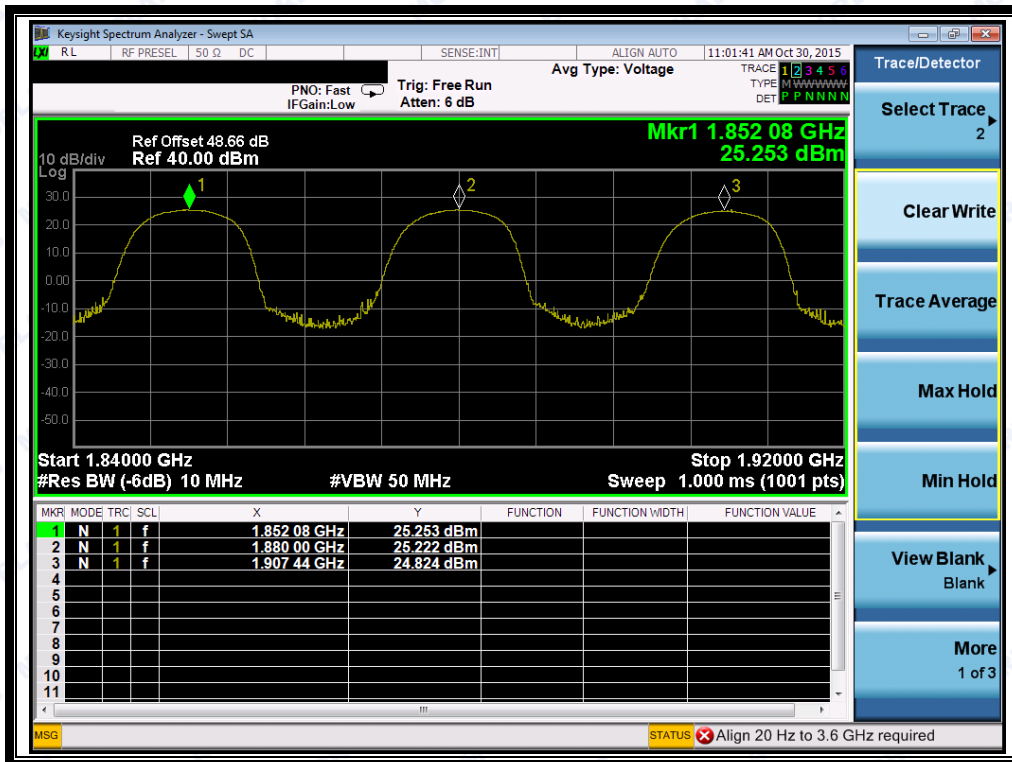 Keysight Spectrum Analyzer - Swept SA
LXI RL RF PRESEL 50 Ω DC SENSE:INT ALIGN AUTO 11:01:41 AM Oct 30, 2015
PNO: Fast
IFGain:Low
Trig: Free Run
Atten: 6 dB
Avg Type: Voltage
TRACE 1 2 3 4 5 6
TYPE M W W W W W
DET P P N N N N
Ref Offset 48.66 dB
10 dB/div Ref 40.00 dBm
Log
Mkr1 1.852 08 GHz
25.253 dBm
30.0
20.0
10.0
0.00
-10.0
-20.0
-30.0
-40.0
-50.0
1
2
3
Start 1.84000 GHz Stop 1.92000 GHz
#Res BW (-6dB) 10 MHz #VBW 50 MHz Sweep 1.000 ms (1001 pts)
MKR MODE TRC SCL X Y FUNCTION FUNCTION WIDTH FUNCTION VALUE
1 N 1 f 1.852 08 GHz 25.253 dBm
2 N 1 f 1.880 00 GHz 25.222 dBm
3 N 1 f 1.907 44 GHz 24.824 dBm
4
5
6
7
8
9
10
11
MSG STATUS Align 20 Hz to 3.6 GHz required
Trace/Detector
Select Trace
2
Clear Write
Trace Average
Max Hold
Min Hold
View Blank
Blank
More
1 of 3